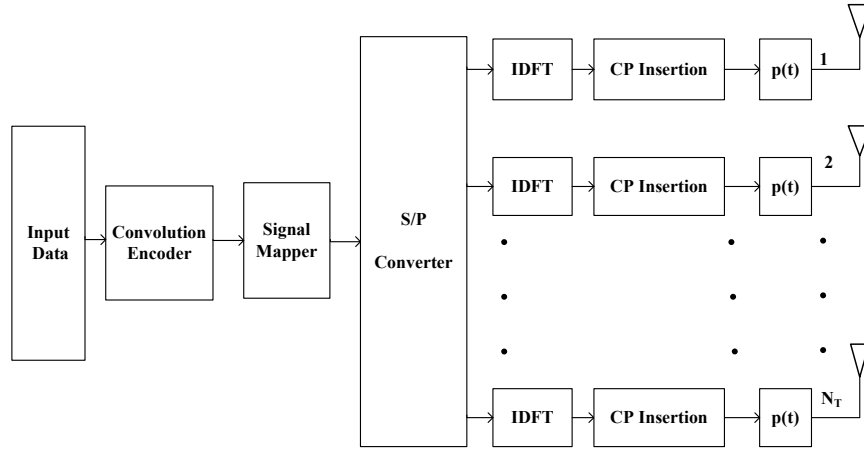 Input
Data
Convolution
Encoder
Signal
Mapper
S/P
Converter
IDFT
CP Insertion
p(t)
1
IDFT
CP Insertion
p(t)
2
IDFT
CP Insertion
p(t)
N_T